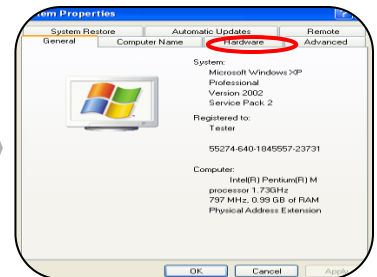 System Properties
System Restore Automatic Updates Remote
General Computer Name Hardware Advanced
System:
Microsoft Windows XP
Professional
Version 2002
Service Pack 2
Registered to:
Tester
55274-640-1845557-23731
Computer:
Intel(R) Pentium(R) M
processor 1.73GHz
797 MHz, 0.99 GB of RAM
Physical Address Extension
OK Cancel Apply